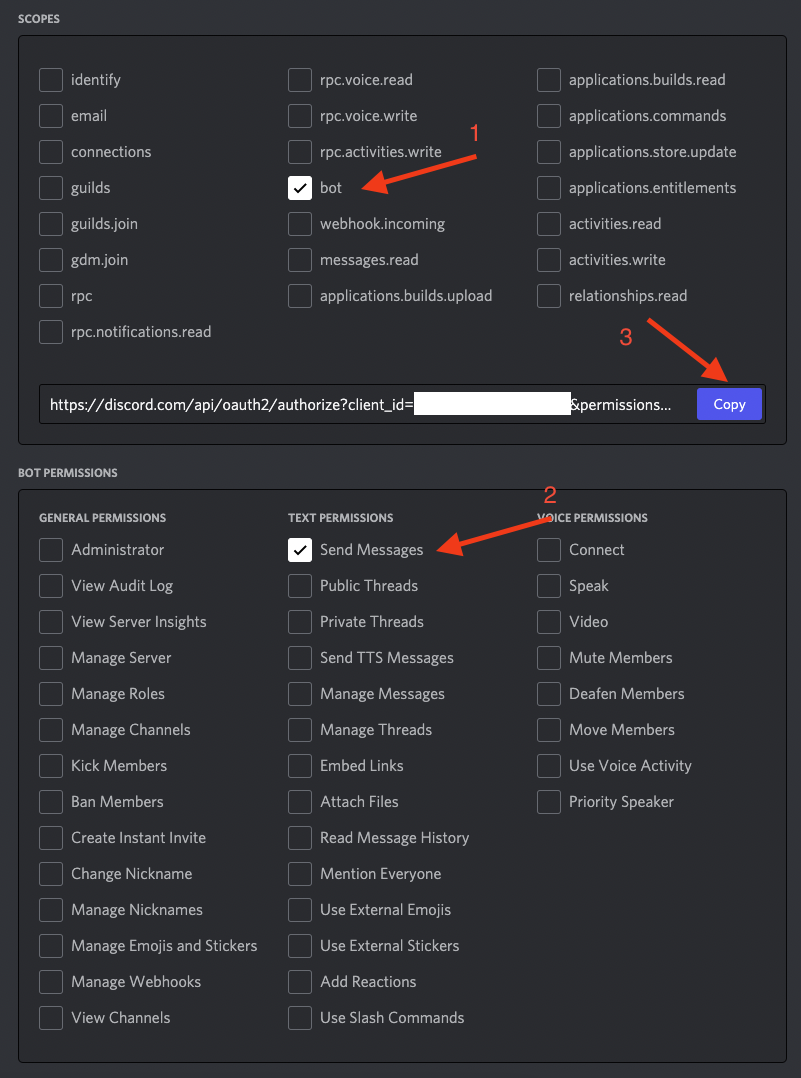 SCOPES
identify
email
connections
guilds
guilds.join
gdm.join
rpc
rpc.notifications.read
rpc.voice.read
rpc.voice.write
rpc.activities.write
bot
webhook.incoming
messages.read
applications.builds.upload
applications.builds.read
applications.commands
applications.store.update
applications.entitlements
activities.read
activities.write
relationships.read
1
3
https://discord.com/api/oauth2/authorize?client_id= &permissions...
Copy
BOT PERMISSIONS
2
GENERAL PERMISSIONS
Administrator
View Audit Log
View Server Insights
Manage Server
Manage Roles
Manage Channels
Kick Members
Ban Members
Create Instant Invite
Change Nickname
Manage Nicknames
Manage Emojis and Stickers
Manage Webhooks
View Channels
TEXT PERMISSIONS
Send Messages
Public Threads
Private Threads
Send TTS Messages
Manage Messages
Manage Threads
Embed Links
Attach Files
Read Message History
Mention Everyone
Use External Emojis
Use External Stickers
Add Reactions
Use Slash Commands
VOICE PERMISSIONS
Connect
Speak
Video
Mute Members
Deafen Members
Move Members
Use Voice Activity
Priority Speaker